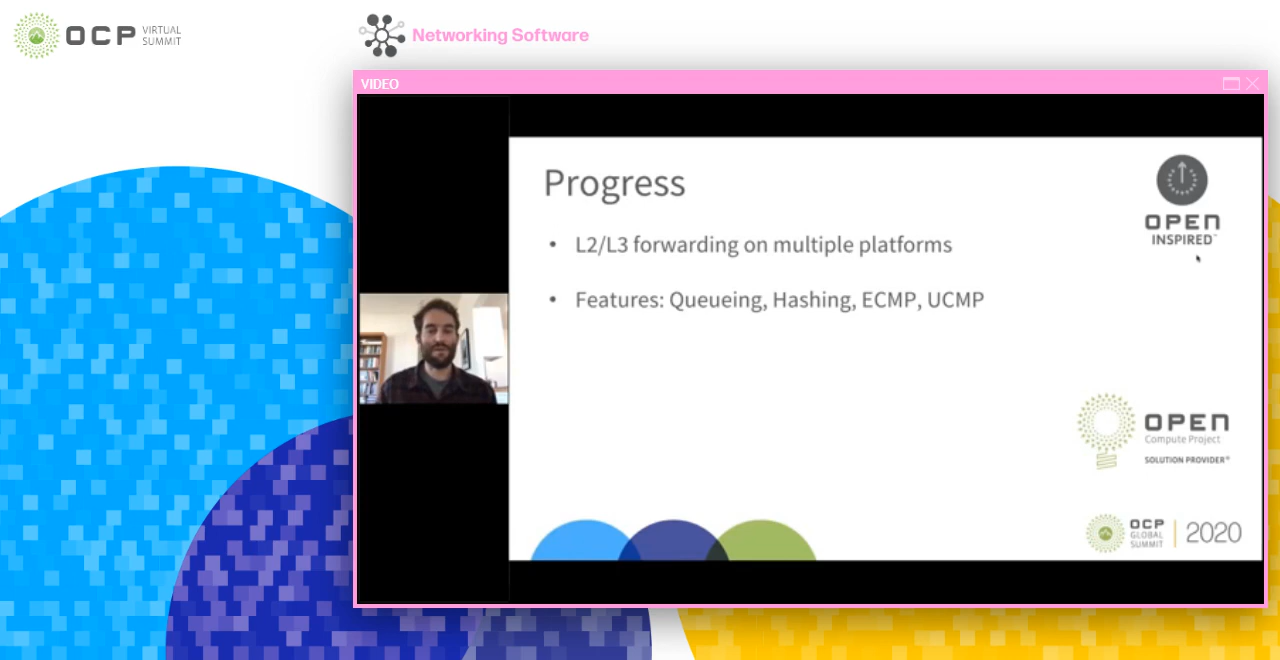 OCP VIRTUAL SUMMIT
Networking Software
VIDEO
Progress
OPEN
INSPIRED™
• L2/L3 forwarding on multiple platforms
• Features: Queueing, Hashing, ECMP, UCMP
OPEN
Compute Project
SOLUTION PROVIDER®
OCP
GLOBAL
SUMMIT
2020